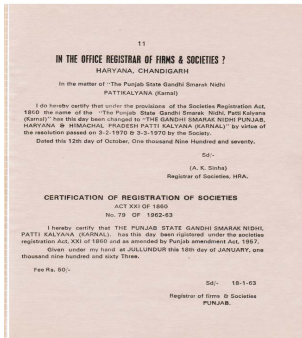 11
IN THE OFFICE REGISTRAR OF FIRMS & SOCIETIES ?
HARYANA, CHANDIGARH
In the matter of "The Punjab State Gandhi Smarak Nidhi
PATTIKALYANA (Karnal)
I do hereby certify that under the provisions of the Societies Registration Act,
1860 the name of the "The Punjab State Gandhi Smarak Nidhi, Patti Kalyana
(Karnal)" has this day been changed to "THE GANDHI SMARAK NIDHI PUNJAB,
HARYANA & HIMACHAL PRADESH PATTI KALYANA (KARNAL)" by virtue of
the resolution passed on 3-2-1970 & 3-3-1970 by the Society.
Dated this 12th day of October, One thousand Nine Hundred and seventy.
Sd/-
(A. K. Sinha)
Registrar of Societies, HRA.
CERTIFICATION OF REGISTRATION OF SOCIETIES
ACT XXI OF 1860
No. 79 OF 1962-63
I hereby certify that THE PUNJAB STATE GANDHI SMARAK NIDHI,
PATTI KALYANA (KARNAL). has this day been rigistered under the societies
registration Act, XXI of 1860 and as amended by Punjab amendment Act, 1957.
Given under my hand at JULLUNDUR this 18th day of JANUARY, one
thousand nine hundred and sixty Three.
Fee Rs. 50/-
Sd/- 18-1-63
Registrar of firms & Societies
PUNJAB.